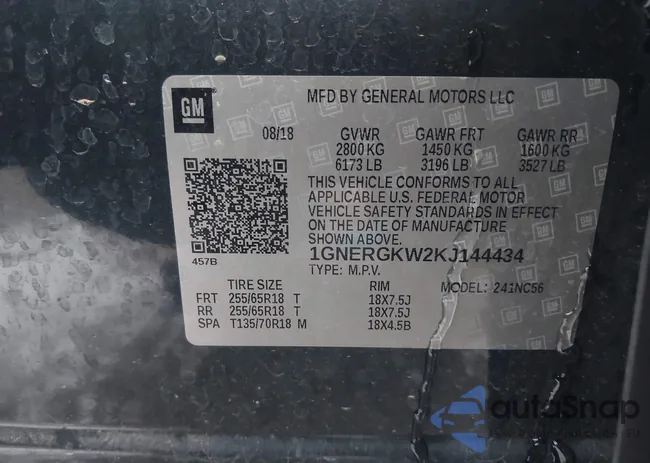 GM
MFD BY GENERAL MOTORS LLC
08/18 GVWR GAWR FRT GAWR RR
2800 KG 1450 KG 1600 KG
6173 LB 3196 LB 3527 LB
THIS VEHICLE CONFORMS TO ALL
APPLICABLE U.S. FEDERAL MOTOR
VEHICLE SAFETY STANDARDS IN EFFECT
ON THE DATE OF MANUFACTURE
SHOWN ABOVE.
457B
1GNERGKW2KJ144434
TYPE: M.P.V. MODEL: 241NC56
TIRE SIZE RIM
FRT 255/65R18 T 18X7.5J
RR 255/65R18 T 18X7.5J
SPA T135/70R18 M 18X4.5B
autoSnap